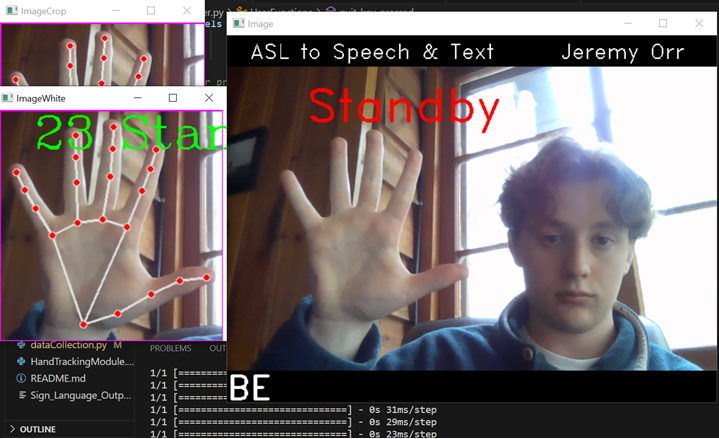 ImageCrop
er.py > UserFunctions > quit_key_pressed
els
Image
ASL to Speech & Text
Jeremy Orr
ImageWhite
23 Stan
Standby
dataCollection.py M
HandTrackingModule....
README.md
Sign_Language_Outp...
OUTLINE
PROBLEMS OUT
BE
1/1 [=====
1/1 [=====
1/1 [=====
1/1 [==============================] - 0s 31ms/step
1/1 [==============================] - 0s 29ms/step
1/1 [==============================] - 0s 23ms/step